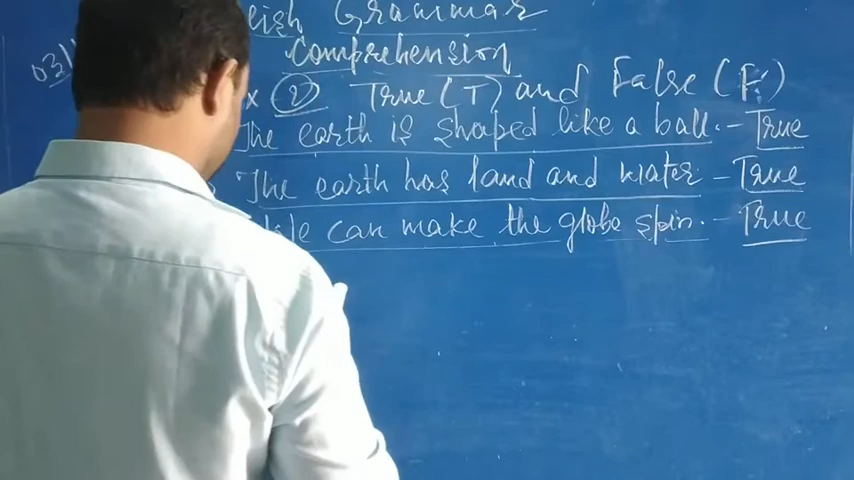 Grammar
Comprehension
True (T) and False (F)
The earth is shaped like a ball. - True
The earth has land and water - True
can make the globe spin. - True